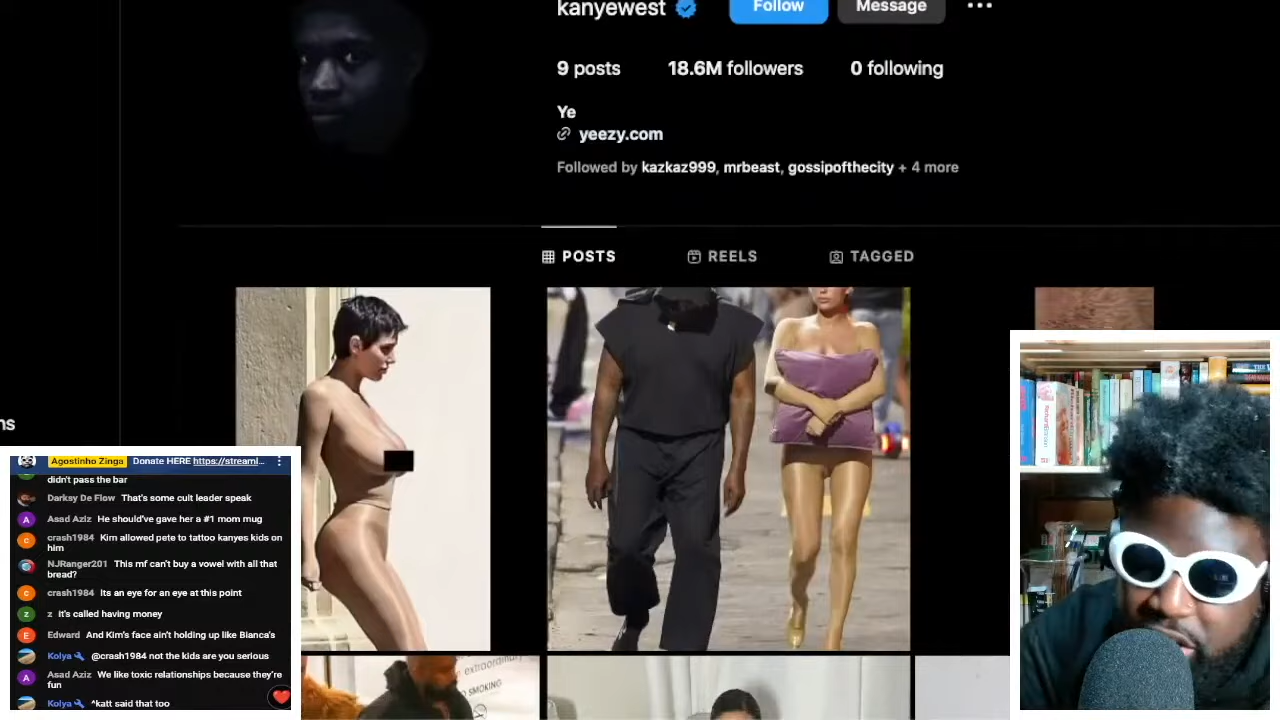 kanyewest
Follow
Message
9 posts
18.6M followers
0 following
Ye
yeezy.com
Followed by kazkaz999, mrbeast, gossipofthecity + 4 more
POSTS
REELS
TAGGED
ns
Agostinho Zinga Donate HERE https://streaml...
didn't pass the bar
Darksy De Flow That's some cult leader speak
Asad Aziz He should've gave her a #1 mom mug
crash1984 Kim allowed pete to tattoo kanyes kids on
him
NJRanger201 This mf can't buy a vowel with all that
bread?
crash1984 Its an eye for an eye at this point
z It's called having money
Edward And Kim's face ain't holding up like Bianca's
Kolya @crash1984 not the kids are you serious
Asad Aziz We like toxic relationships because they're
fun
Kolya ^katt said that too
extraordinary
SMOKING